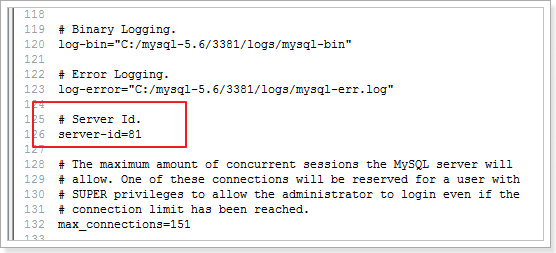 118
119 # Binary Logging.
120 log-bin="C:/mysql-5.6/3381/logs/mysql-bin"
121
122 # Error Logging.
123 log-error="C:/mysql-5.6/3381/logs/mysql-err.log"
124
125 # Server Id.
126 server-id=81
127
128 # The maximum amount of concurrent sessions the MySQL server will
129 # allow. One of these connections will be reserved for a user with
130 # SUPER privileges to allow the administrator to login even if the
131 # connection limit has been reached.
132 max_connections=151
133